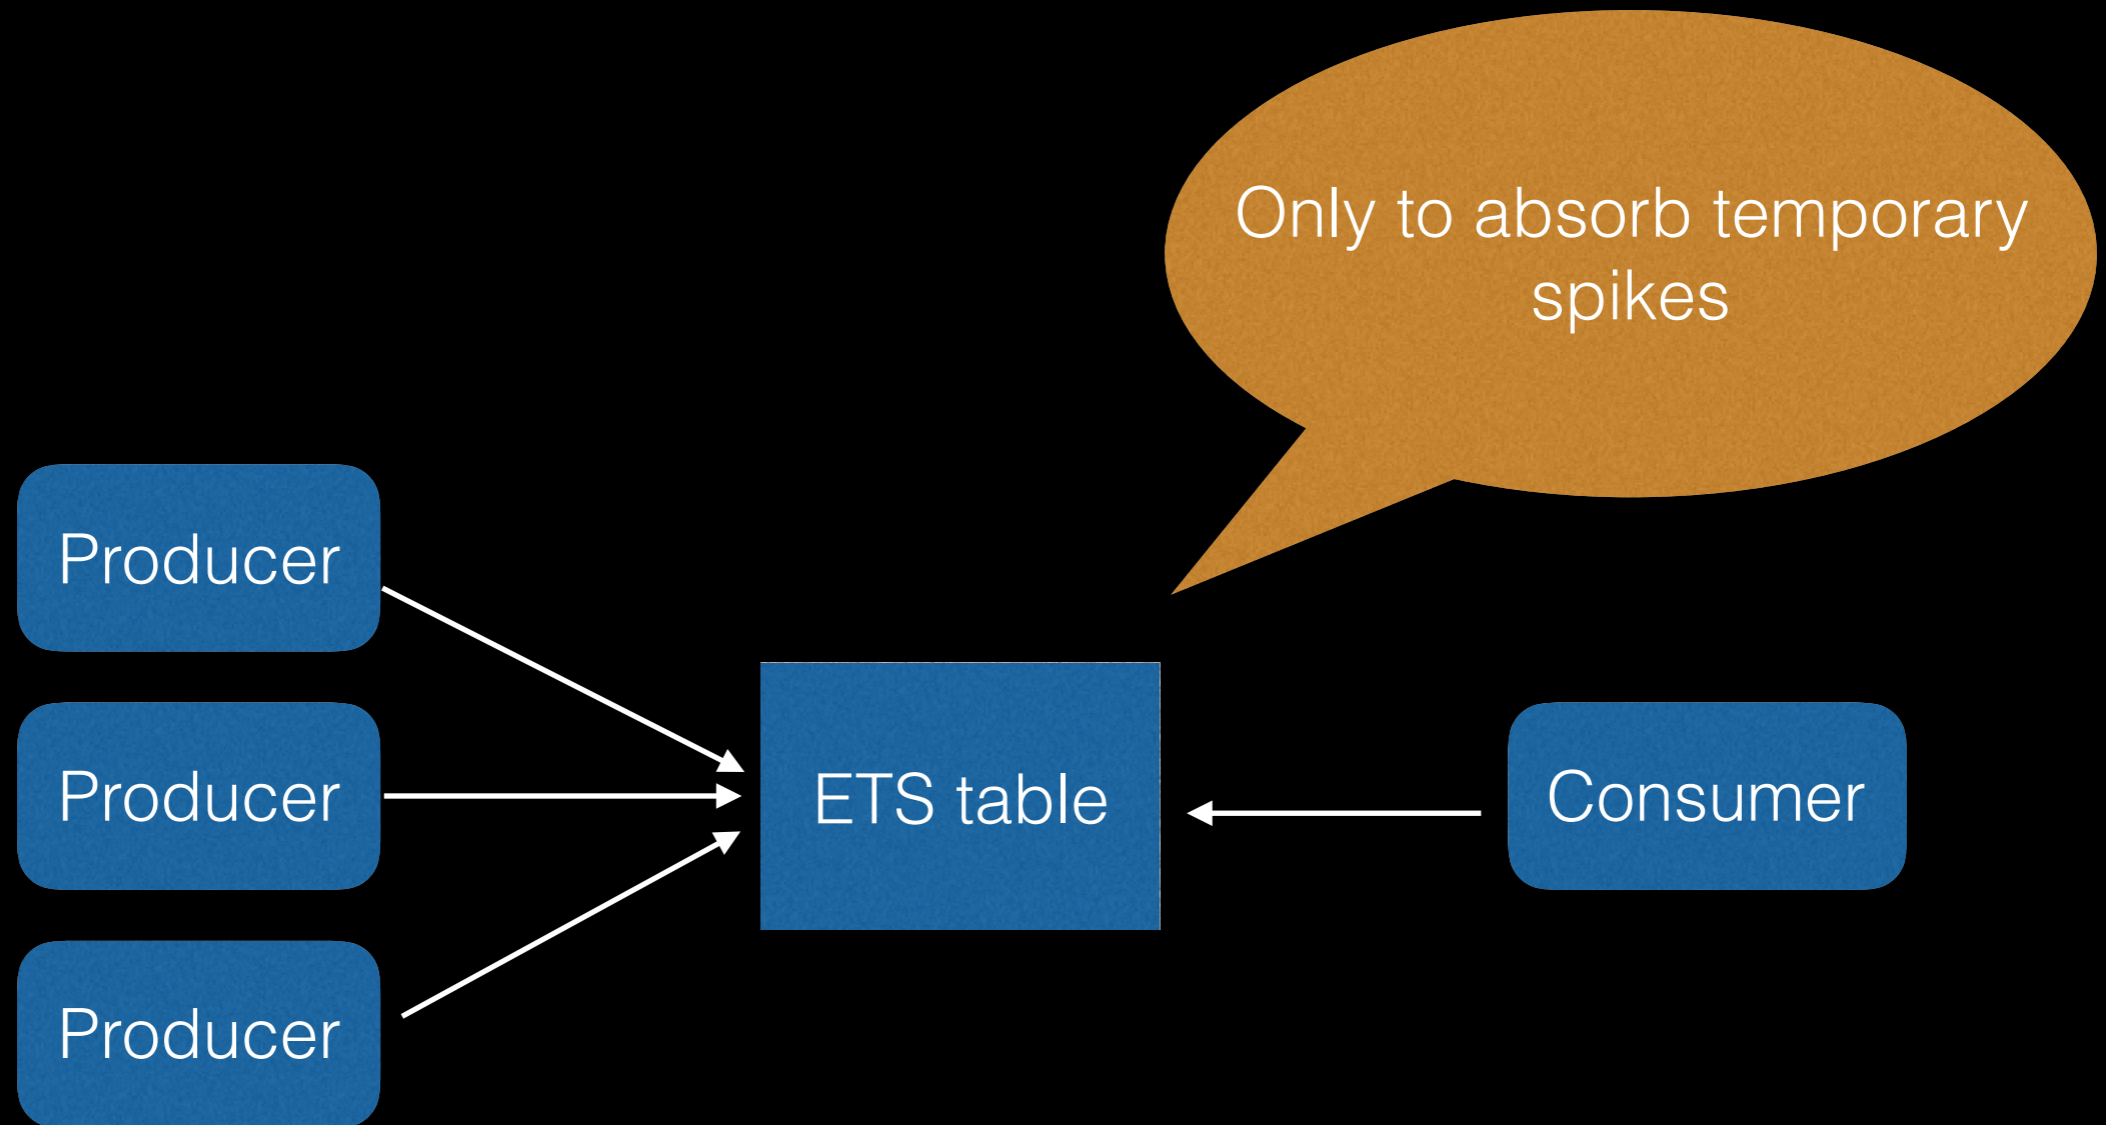 Only to absorb temporary
spikes
Producer
Producer
ETS table
Consumer
Producer